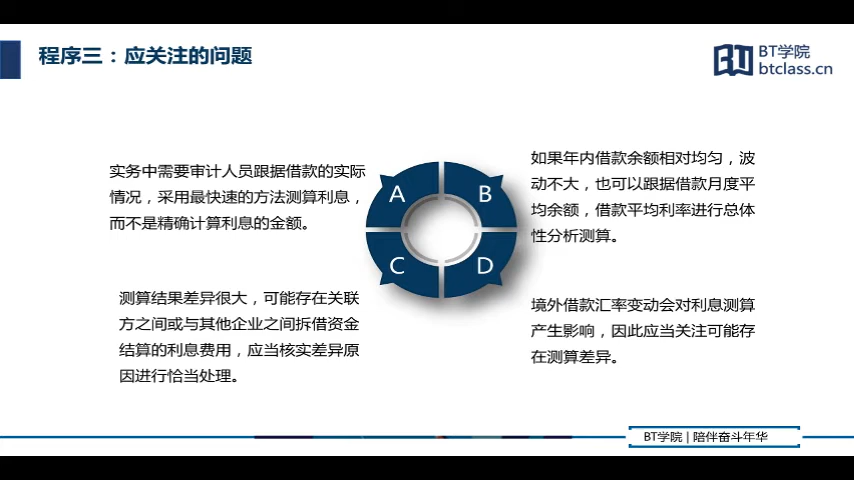 程序三：应关注的问题
BT学院
btclass.cn
实务中需要审计人员跟据借款的实际
情况，采用最快速的方法测算利息，
而不是精确计算利息的金额。
A
B
如果年内借款余额相对均匀，波
动不大，也可以跟据借款月度平
均余额，借款平均利率进行总体
性分析测算。
测算结果差异很大，可能存在关联
方之间或与其他企业之间拆借资金
结算的利息费用，应当核实差异原
因进行恰当处理。
C
D
境外借款汇率变动会对利息测算
产生影响，因此应当关注可能存
在测算差异。
BT学院 | 陪伴奋斗年华